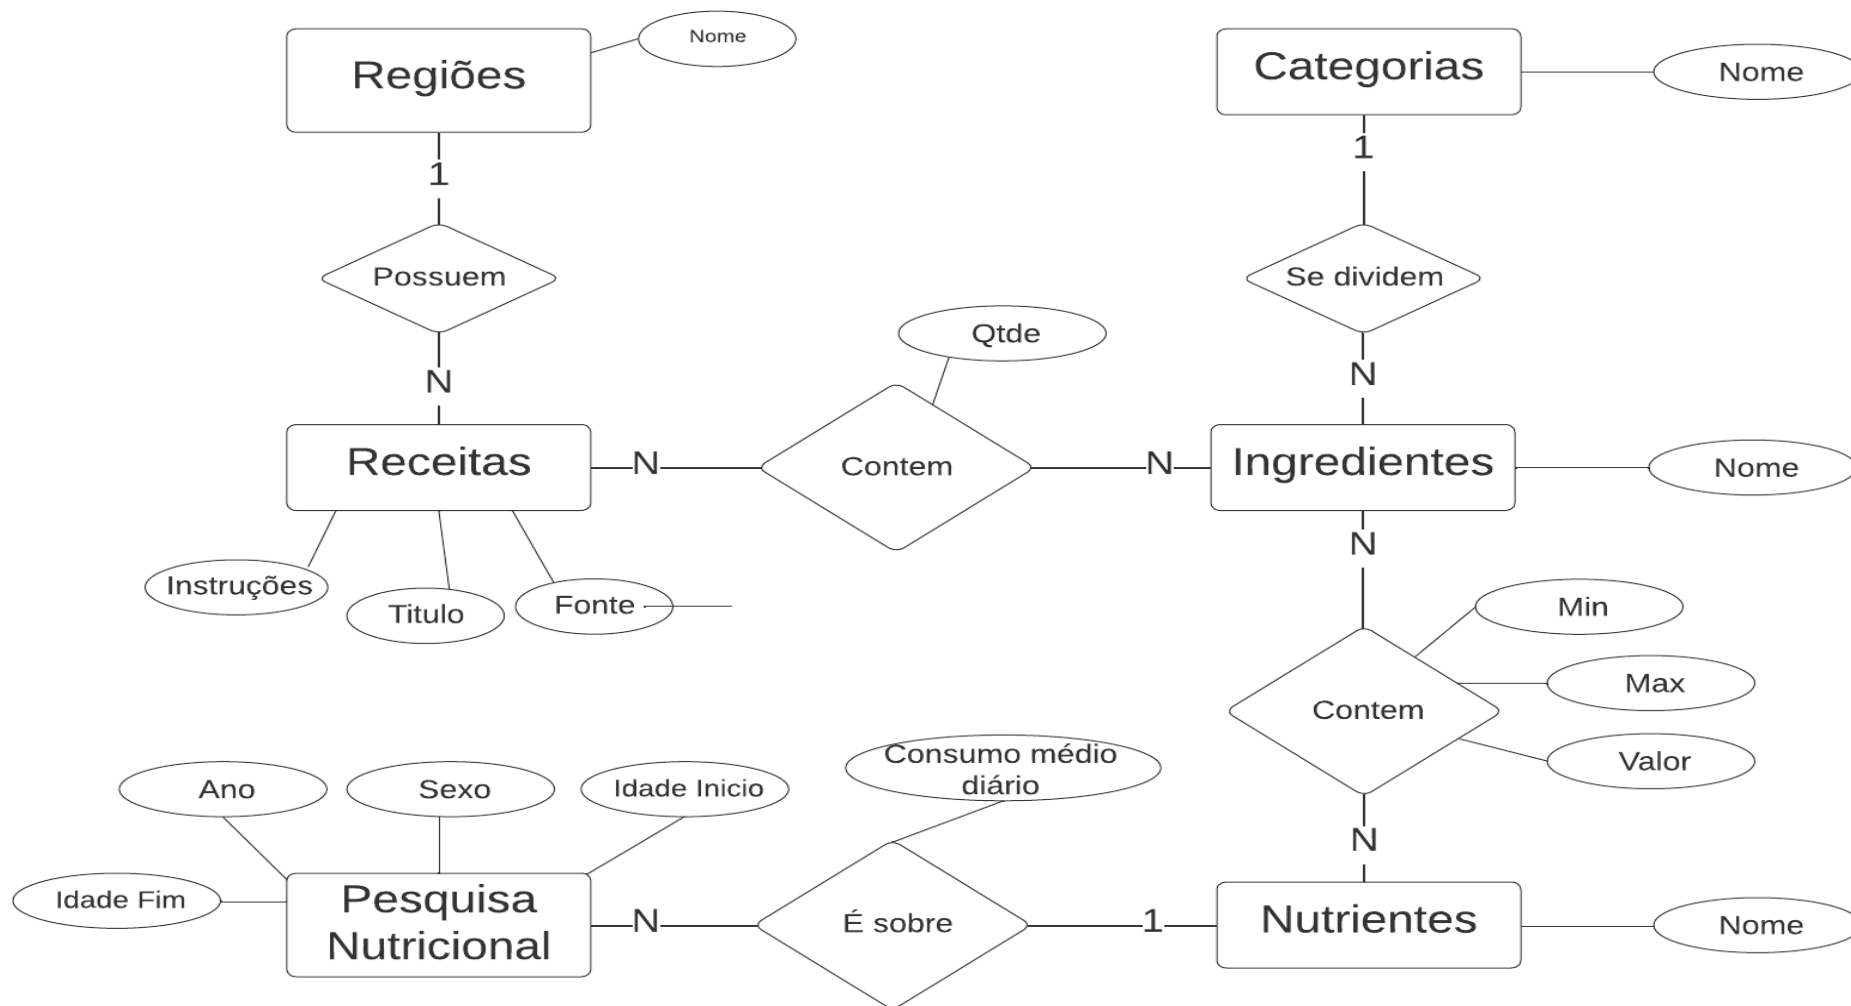 Nome
Regiões
Categorias
Nome
1
1
Possuem
Se dividem
Qtde
N
N
Receitas
N
Contem
N
Ingredientes
Nome
N
Instruções
Titulo
Fonte
Min
Max
Contem
Valor
Consumo médio
diário
Ano
Sexo
Idade Inicio
N
Idade Fim
Pesquisa
Nutricional
N
É sobre
1
Nutrientes
Nome